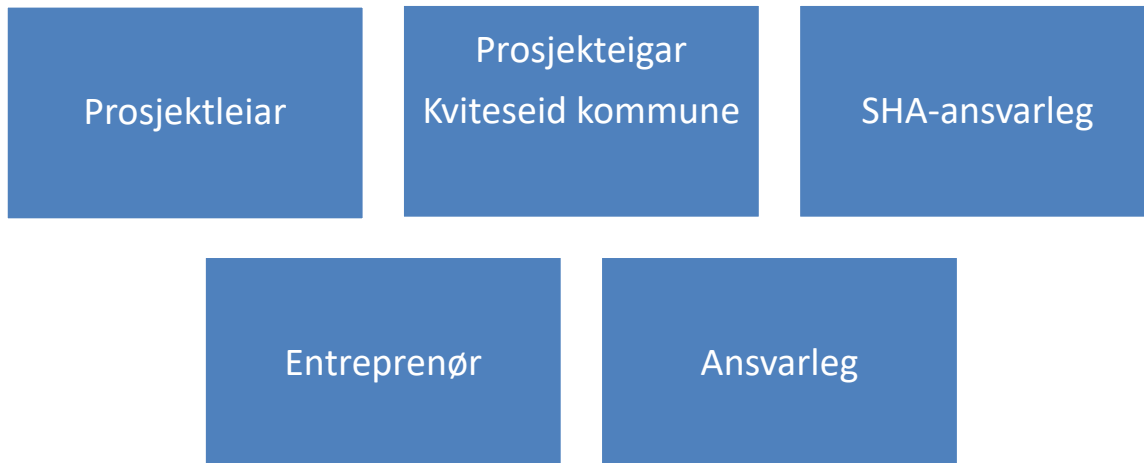 Prosjektleiar
Prosjekteigar
Kviteseid kommune
SHA-ansvarleg
Entreprenør
Ansvarleg